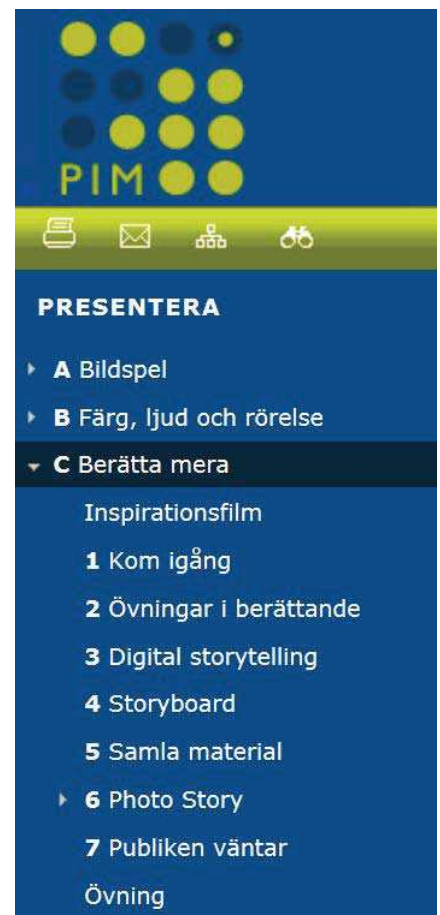 PIM
PRESENTERA
A Bildspel
B Färg, ljud och rörelse
C Berätta mera
Inspirationsfilm
1 Kom igång
2 Övningar i berättande
3 Digital storytelling
4 Storyboard
5 Samla material
6 Photo Story
7 Publiken väntar
Övning